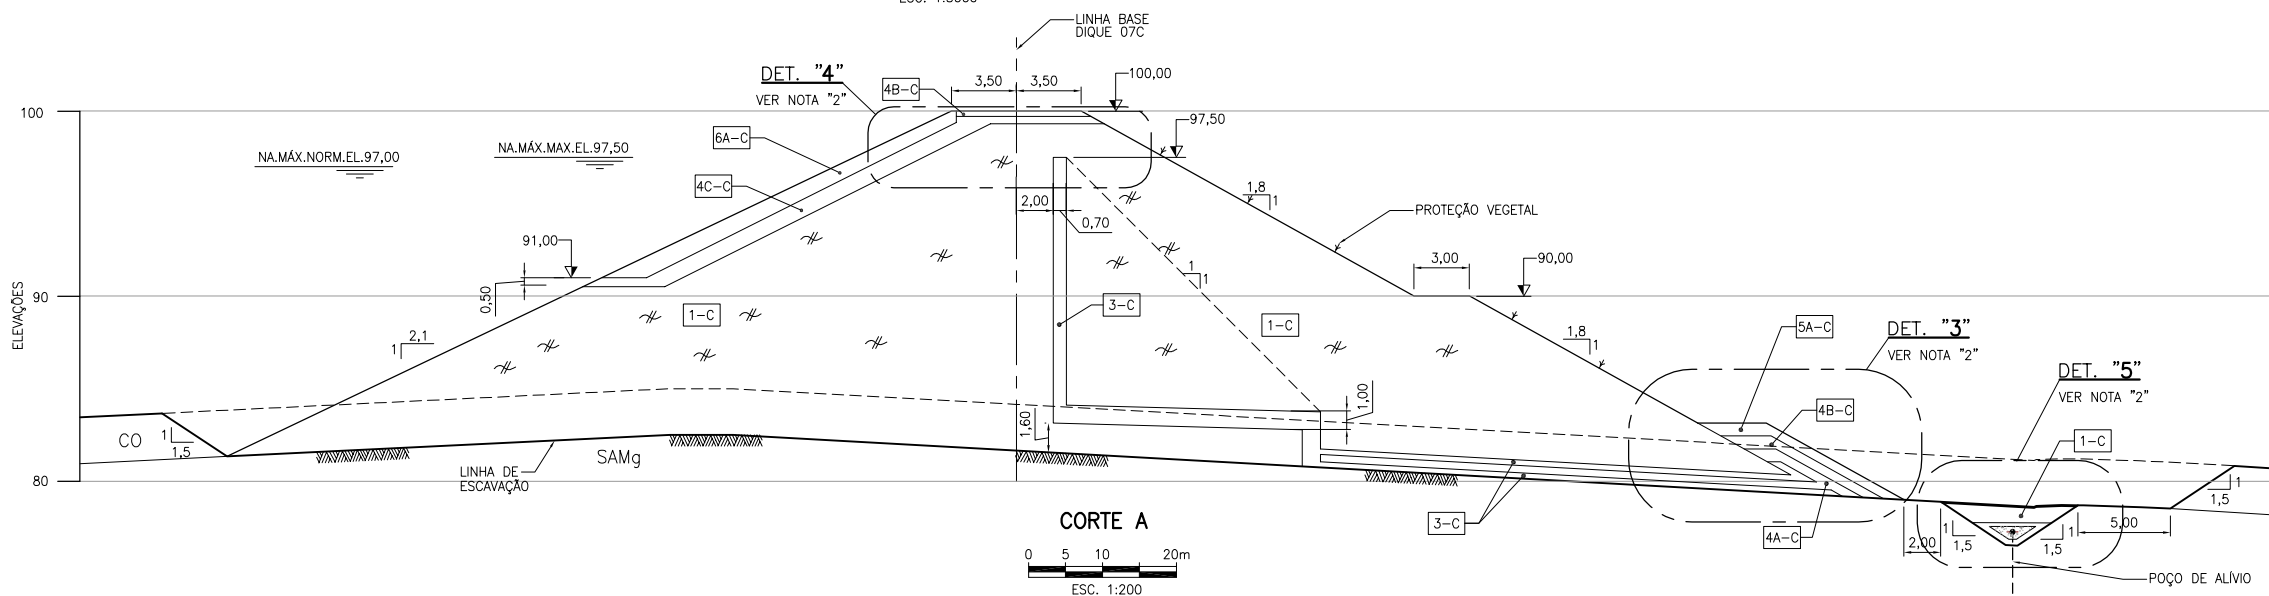 LINHA BASE
DIQUE 07C
DET. "4"
VER NOTA "2"
4B-C
3,50
3,50
100,00
100
97,50
6A-C
NA.MÁX.NORM.EL.97,00
NA.MÁX.MAX.EL.97,50
4C-C
1,8
1
2,00
0,70
PROTEÇÃO VEGETAL
91,00
1
1
3,00
90,00
ELEVAÇÕES
90
0,50
1-C
3-C
1-C
2,1
1
1,8
1
5A-C
DET. "3"
VER NOTA "2"
DET. "5"
VER NOTA "2"
1,00
4B-C
1,60
CO
1
1,5
1-C
SAMg
LINHA DE
ESCAVAÇÃO
80
1
1,5
CORTE A
3-C
4A-C
2,00
1
1,5
1
1,5
5,00
0 5 10 20m
ESC. 1:200
POÇO DE ALÍVIO